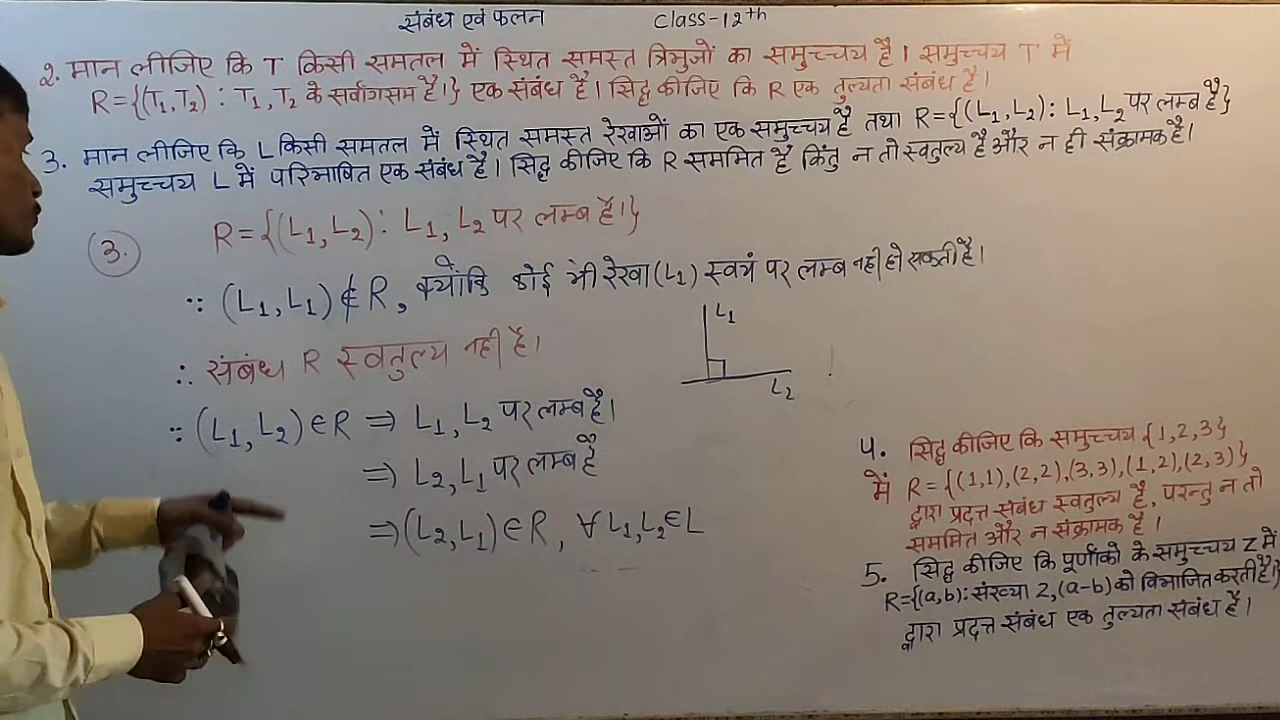 संबंध एवं फलन Class-12th
2. मान लीजिए कि T किसी समतल में स्थित समस्त त्रिभुजों का समुच्चय है। समुच्चय T में
R={(T₁,T₂) : T₁,T₂ के सर्वांगसम है।} एक संबंध है। सिद्ध कीजिए कि R एक तुल्यता संबंध है।
3. मान लीजिए कि L किसी समतल में स्थित समस्त रेखाओं का एक समुच्चय है तथा R={(L₁,L₂): L₁,L₂ पर लम्ब है}
समुच्चय L में परिभाषित एक संबंध है। सिद्ध कीजिए कि R सममित है किंतु न तो स्वतुल्य है और न ही संक्रामक है।
3. R={(L₁,L₂): L₁,L₂ पर लम्ब है।}
∵ (L₁,L₁)∉R, क्योंकि कोई भी रेखा (L₁) स्वयं पर लम्ब नही हो सकती है।
L₁
L₂
∴ संबंध R स्वतुल्य नही है।
∵ (L₁,L₂)∈R ⇒ L₁,L₂ पर लम्ब है।
⇒ L₂,L₁ पर लम्ब है
⇒(L₂,L₁)∈R, ∀L₁,L₂∈L
4. सिद्ध कीजिए कि समुच्चय {1,2,3}
में R={(1,1),(2,2),(3,3),(1,2),(2,3)}
द्वारा प्रदत्त संबंध स्वतुल्य है, परन्तु न तो
सममित और न संक्रामक है।
5. सिद्ध कीजिए कि पूर्णांको के समुच्चय Z में
R={(a,b): संख्या 2,(a-b) को विभाजित करती है}
द्वारा प्रदत्त संबंध एक तुल्यता संबंध है।